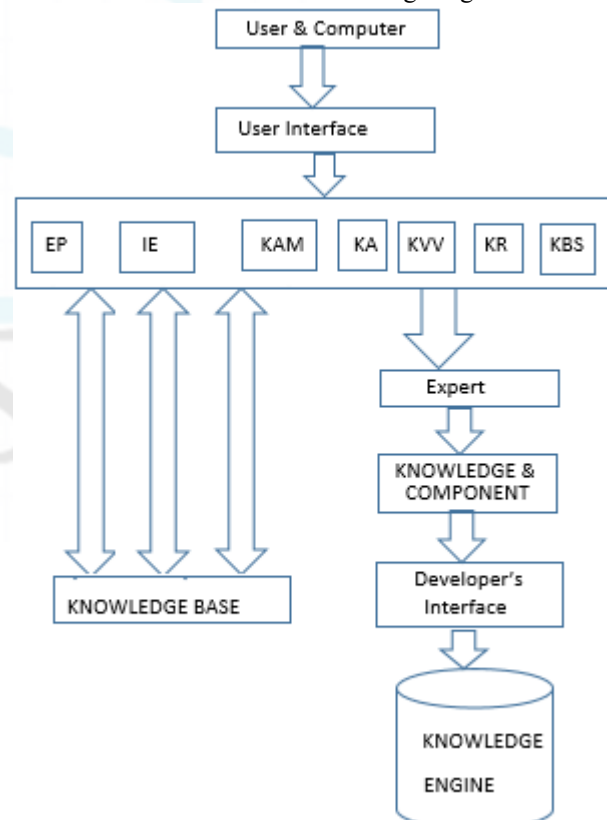 User & Computer
User Interface
EP IE KAM KA KVV KR KBS
Expert
KNOWLEDGE &
COMPONENT
Developer's
Interface
KNOWLEDGE BASE
KNOWLEDGE
ENGINE